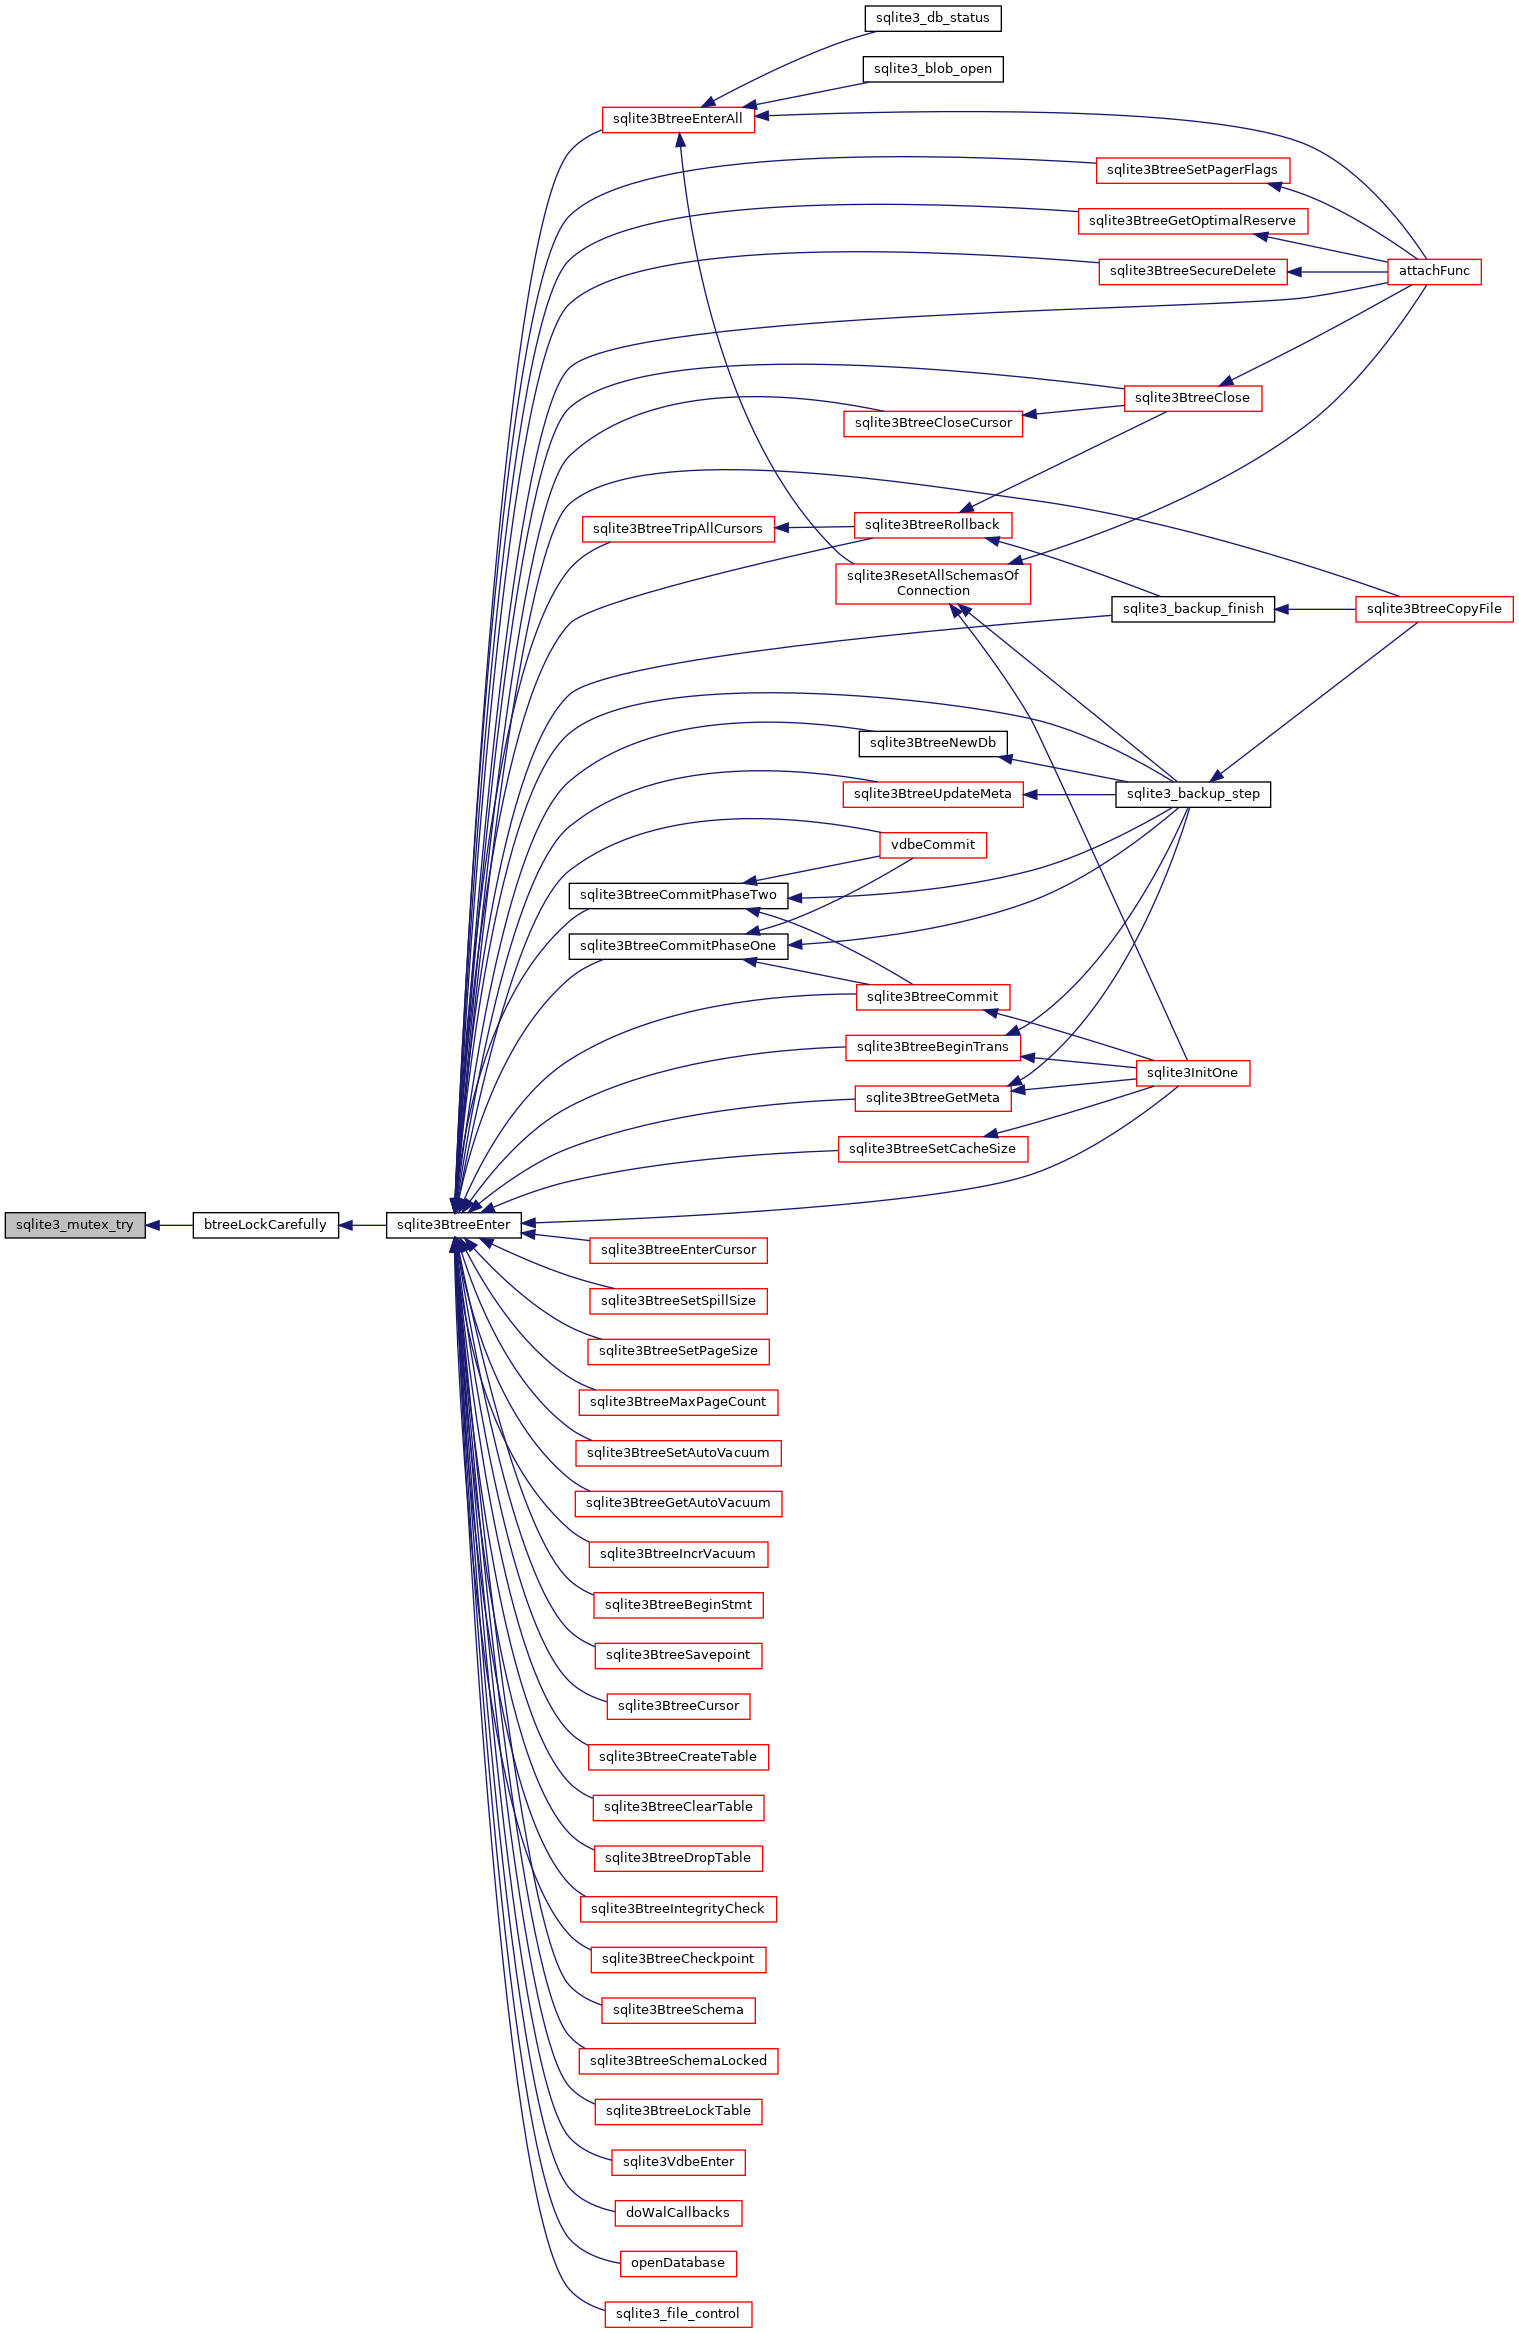 sqlite3_db_status
sqlite3_blob_open
sqlite3BtreeEnterAll
sqlite3BtreeSetPagerFlags
sqlite3BtreeGetOptimalReserve
sqlite3BtreeSecureDelete
attachFunc
sqlite3BtreeClose
sqlite3BtreeCloseCursor
sqlite3BtreeTripAllCursors
sqlite3BtreeRollback
sqlite3ResetAllSchemasOf
Connection
sqlite3_backup_finish
sqlite3BtreeCopyFile
sqlite3BtreeNewDb
sqlite3BtreeUpdateMeta
sqlite3_backup_step
vdbeCommit
sqlite3BtreeCommitPhaseTwo
sqlite3BtreeCommitPhaseOne
sqlite3BtreeCommit
sqlite3BtreeBeginTrans
sqlite3InitOne
sqlite3BtreeGetMeta
sqlite3BtreeSetCacheSize
sqlite3_mutex_try
btreeLockCarefully
sqlite3BtreeEnter
sqlite3BtreeEnterCursor
sqlite3BtreeSetSpillSize
sqlite3BtreeSetPageSize
sqlite3BtreeMaxPageCount
sqlite3BtreeSetAutoVacuum
sqlite3BtreeGetAutoVacuum
sqlite3BtreeIncrVacuum
sqlite3BtreeBeginStmt
sqlite3BtreeSavepoint
sqlite3BtreeCursor
sqlite3BtreeCreateTable
sqlite3BtreeClearTable
sqlite3BtreeDropTable
sqlite3BtreeIntegrityCheck
sqlite3BtreeCheckpoint
sqlite3BtreeSchema
sqlite3BtreeSchemaLocked
sqlite3BtreeLockTable
sqlite3VdbeEnter
doWalCallbacks
openDatabase
sqlite3_file_control